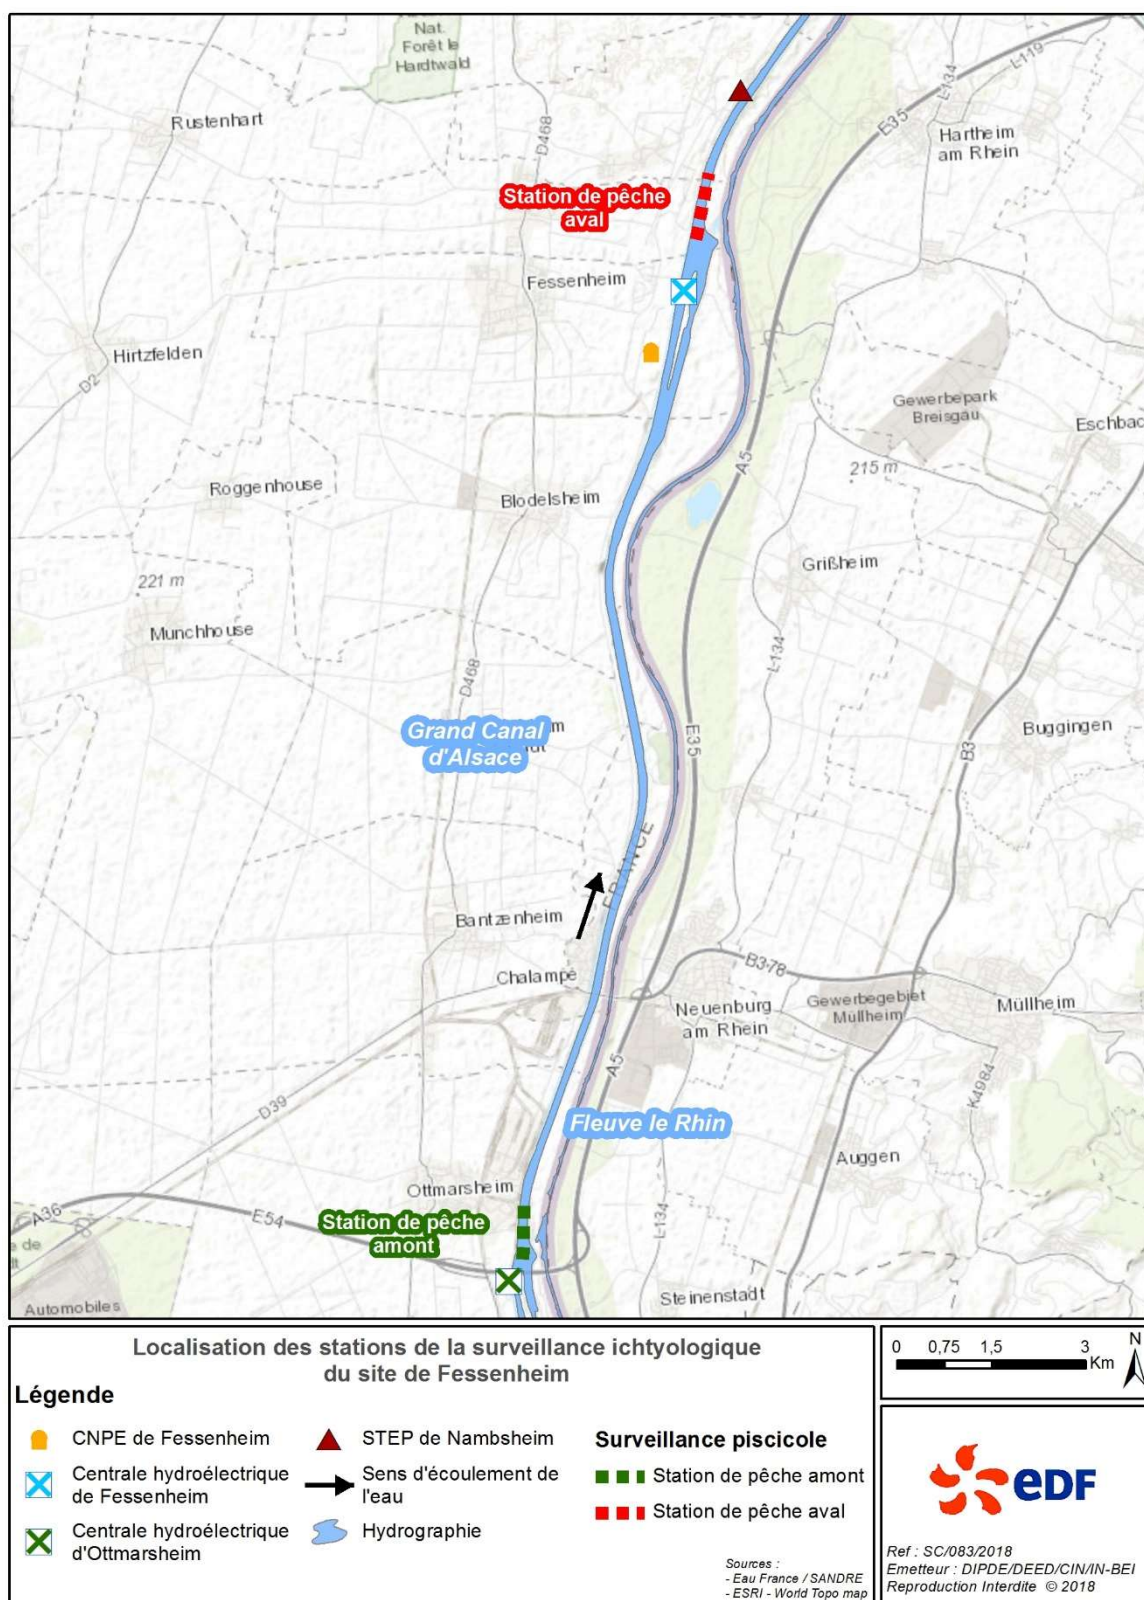 Nat.
Forêt le
Hardtwald
Rustenhart
D468
L-119
L-134
E35
Hartheim
am Rhein
Station de pêche
aval
Fessenheim
Hirtzfelden
D2
Gewerbepark
Breisgau
Eschbac
A5
215 m
Roggenhouse
Blodelsheim
Grißheim
221 m
Munchhouse
L-134
D468
E35
Grand Canal
d'Alsace
Buggingen
B3
FRANCE
Bantzenheim
Chalampé
B378
Neuenburg
am Rhein
Gewerbegebiet
Müllheim
Müllheim
A5
K4984
D39
Fleuve le Rhin
Auggen
Ottmarsheim
A36
E54
Station de pêche
amont
L-134
Steinenstadt
Automobiles
Localisation des stations de la surveillance ichtyologique
du site de Fessenheim
Légende
CNPE de Fessenheim
Centrale hydroélectrique
de Fessenheim
Centrale hydroélectrique
d'Ottmarsheim
STEP de Nambsheim
Sens d'écoulement de
l'eau
Hydrographie
Surveillance piscicole
Station de pêche amont
Station de pêche aval
Sources :
- Eau France / SANDRE
- ESRI - World Topo map
0 0,75 1,5 3
Km
N
eDF
Ref : SC/083/2018
Emetteur : DIPDE/DEED/CIN/IN-BEI
Reproduction Interdite © 2018